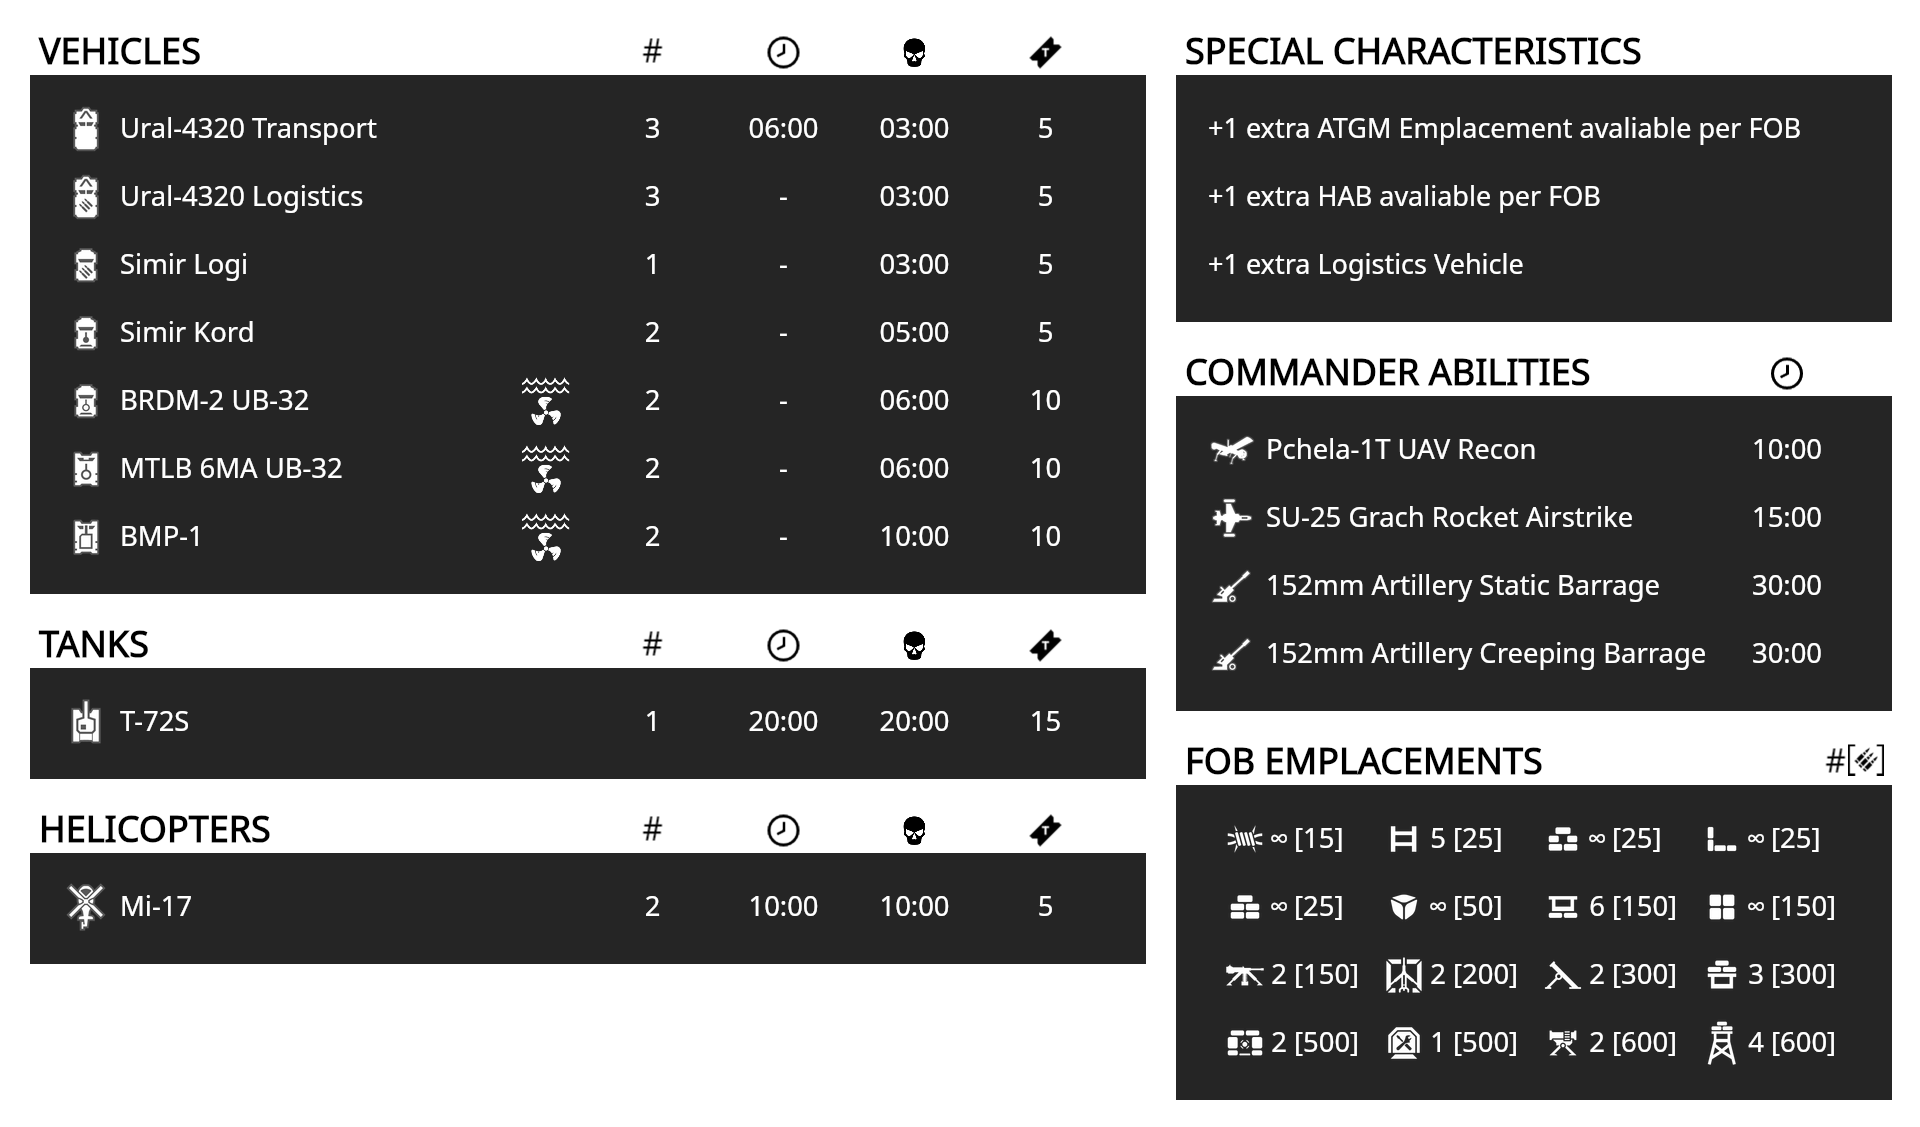 VEHICLES #
Ural-4320 Transport 3 06:00 03:00 5
Ural-4320 Logistics 3 - 03:00 5
Simir Logi 1 - 03:00 5
Simir Kord 2 - 05:00 5
BRDM-2 UB-32 2 - 06:00 10
MTLB 6MA UB-32 2 - 06:00 10
BMP-1 2 - 10:00 10
TANKS #
T-72S 1 20:00 20:00 15
HELICOPTERS #
Mi-17 2 10:00 10:00 5
SPECIAL CHARACTERISTICS
+1 extra ATGM Emplacement avaliable per FOB
+1 extra HAB avaliable per FOB
+1 extra Logistics Vehicle
COMMANDER ABILITIES
Pchela-1T UAV Recon 10:00
SU-25 Grach Rocket Airstrike 15:00
152mm Artillery Static Barrage 30:00
152mm Artillery Creeping Barrage 30:00
FOB EMPLACEMENTS #[]
∞ [15] 5 [25] ∞ [25] ∞ [25]
∞ [25] ∞ [50] 6 [150] ∞ [150]
2 [150] 2 [200] 2 [300] 3 [300]
2 [500] 1 [500] 2 [600] 4 [600]